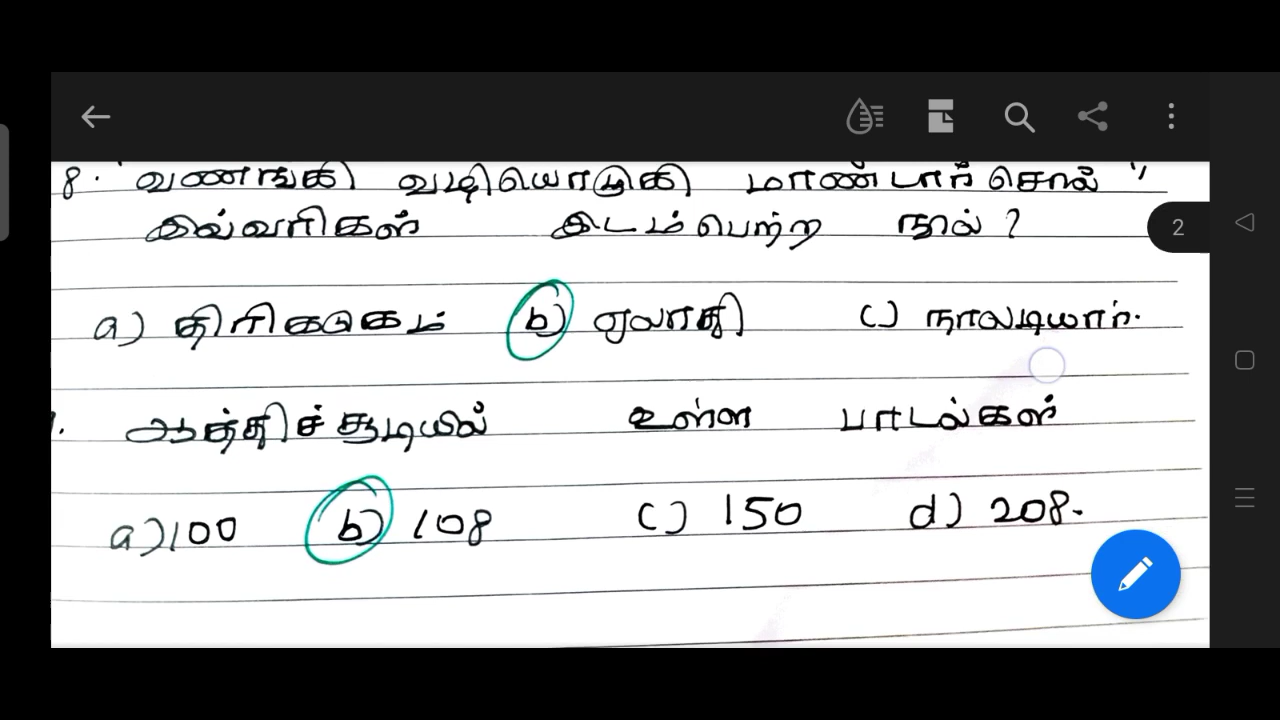 8. "வணங்கி வழியொடுகி மாண்டார் சொல்"
இவ்வரிகள் இடம்பெற்ற நூல்?
2
a) திரிகடுகம் b) ஏலாதி c) நாலடியார்.
ஆத்திச்சூடியில் உள்ள பாடல்கள்
a) 100 b) 108 c) 150 d) 208.